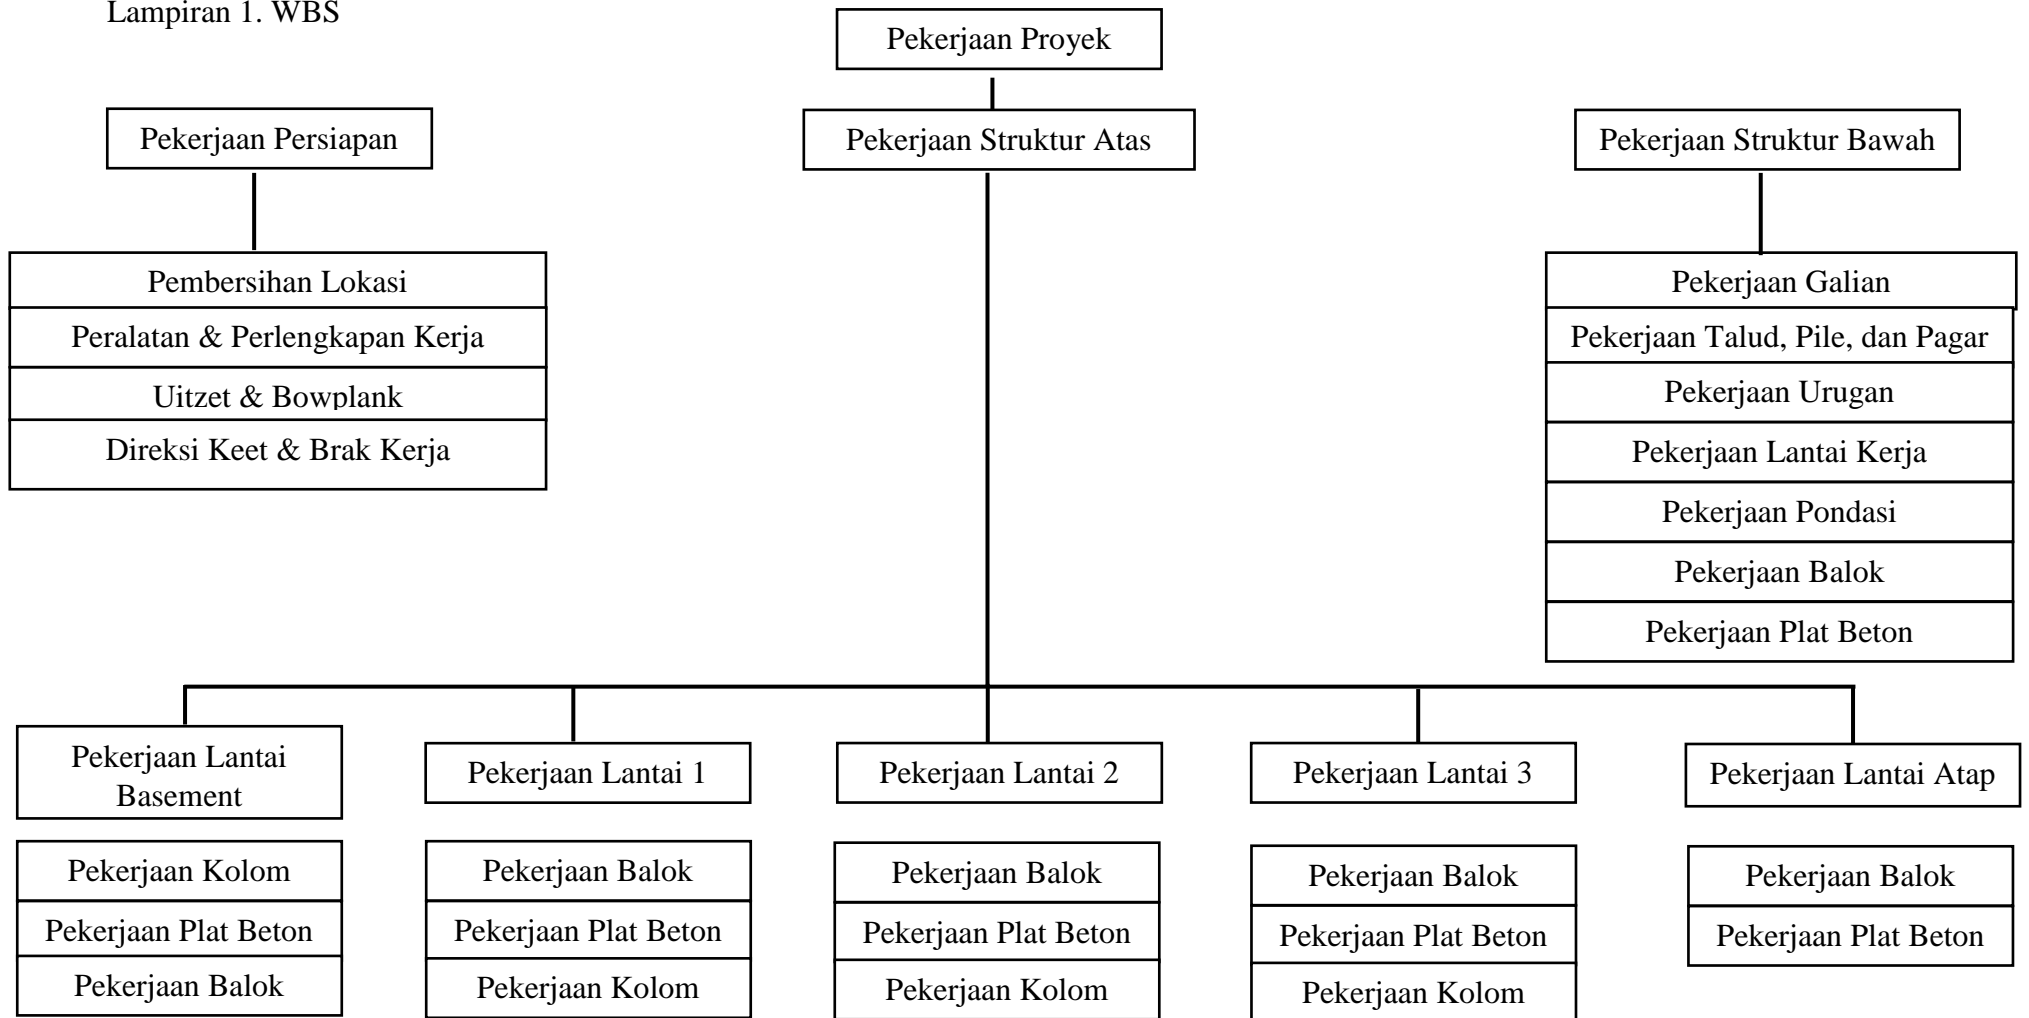 Lampiran 1. WBS
Pekerjaan Proyek
Pekerjaan Persiapan
Pekerjaan Struktur Atas
Pekerjaan Struktur Bawah
Pembersihan Lokasi
Peralatan & Perlengkapan Kerja
Uitzet & Bowplank
Direksi Keet & Brak Kerja
Pekerjaan Galian
Pekerjaan Talud, Pile, dan Pagar
Pekerjaan Urugan
Pekerjaan Lantai Kerja
Pekerjaan Pondasi
Pekerjaan Balok
Pekerjaan Plat Beton
Pekerjaan Lantai
Basement
Pekerjaan Kolom
Pekerjaan Plat Beton
Pekerjaan Balok
Pekerjaan Lantai 1
Pekerjaan Balok
Pekerjaan Plat Beton
Pekerjaan Kolom
Pekerjaan Lantai 2
Pekerjaan Balok
Pekerjaan Plat Beton
Pekerjaan Kolom
Pekerjaan Lantai 3
Pekerjaan Balok
Pekerjaan Plat Beton
Pekerjaan Kolom
Pekerjaan Lantai Atap
Pekerjaan Balok
Pekerjaan Plat Beton